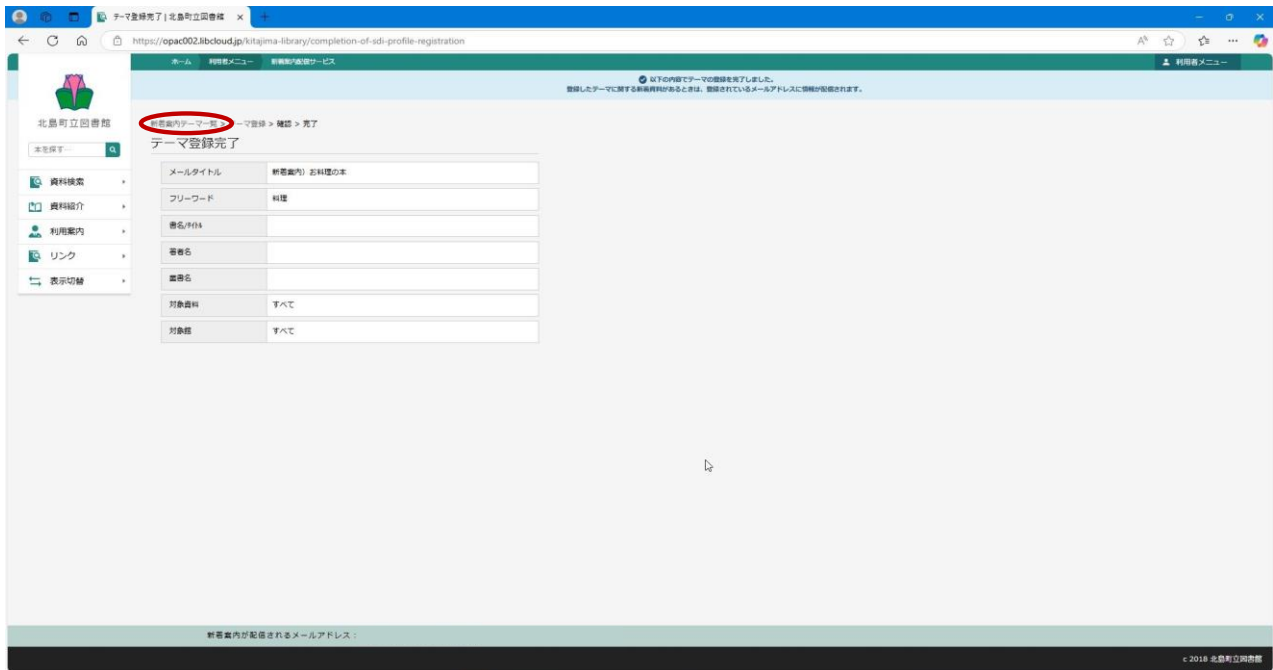 テーマ登録完了 | 北島町立図書館
https://opac002.libcloud.jp/kitajima-library/completion-of-sdi-profile-registration
ホーム 利用者メニュー 新着案内配信サービス
利用者メニュー
以下の内容でテーマの登録を完了しました。
登録したテーマに関する新着資料があるときは、登録されているメールアドレスに情報が配信されます。
北島町立図書館
本を探す…
資料検索
資料紹介
利用案内
リンク
表示切替
新着案内テーマ一覧 > テーマ登録 > 確認 > 完了
テーマ登録完了
メールタイトル 新着案内）お料理の本
フリーワード 料理
書名/タイトル
著者名
叢書名
対象資料 すべて
対象館 すべて
新着案内が配信されるメールアドレス：
c 2018 北島町立図書館